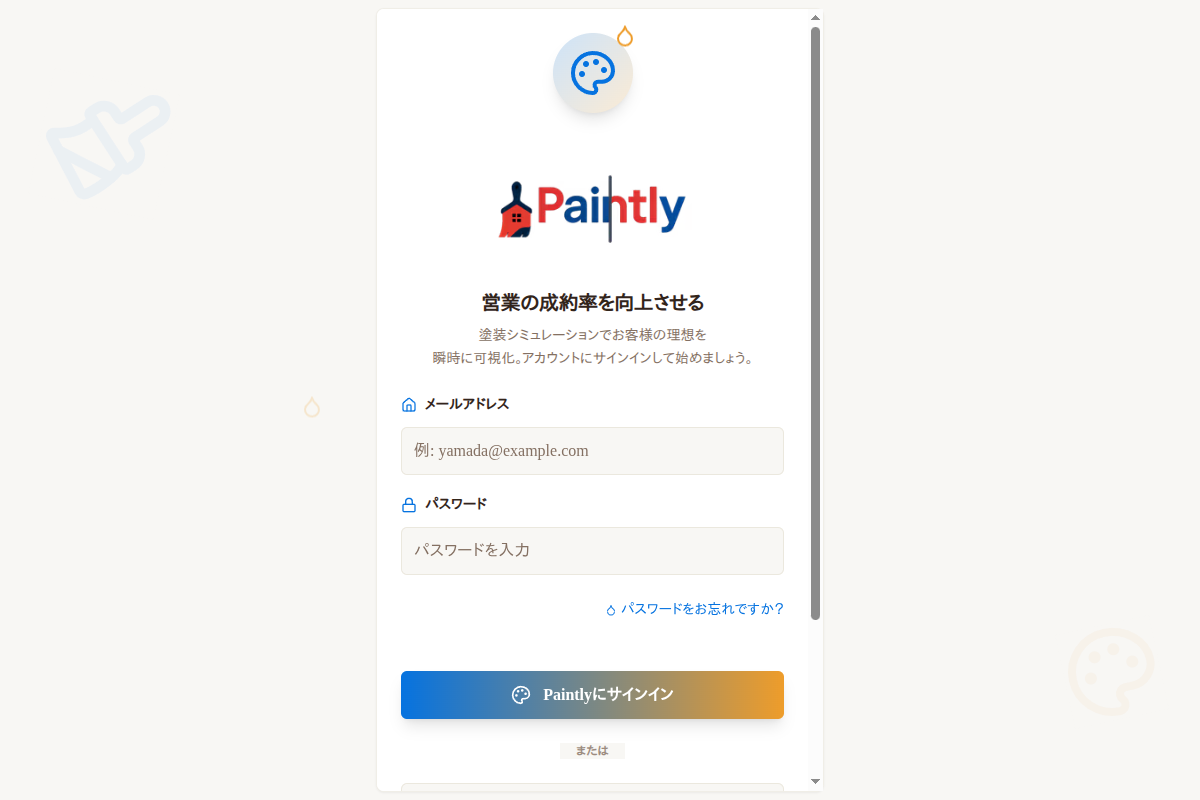 Paintly
営業の成約率を向上させる
塗装シミュレーションでお客様の理想を
瞬時に可視化。アカウントにサインインして始めましょう。
メールアドレス
例: yamada@example.com
パスワード
パスワードを入力
パスワードをお忘れですか？
Paintlyにサインイン
または